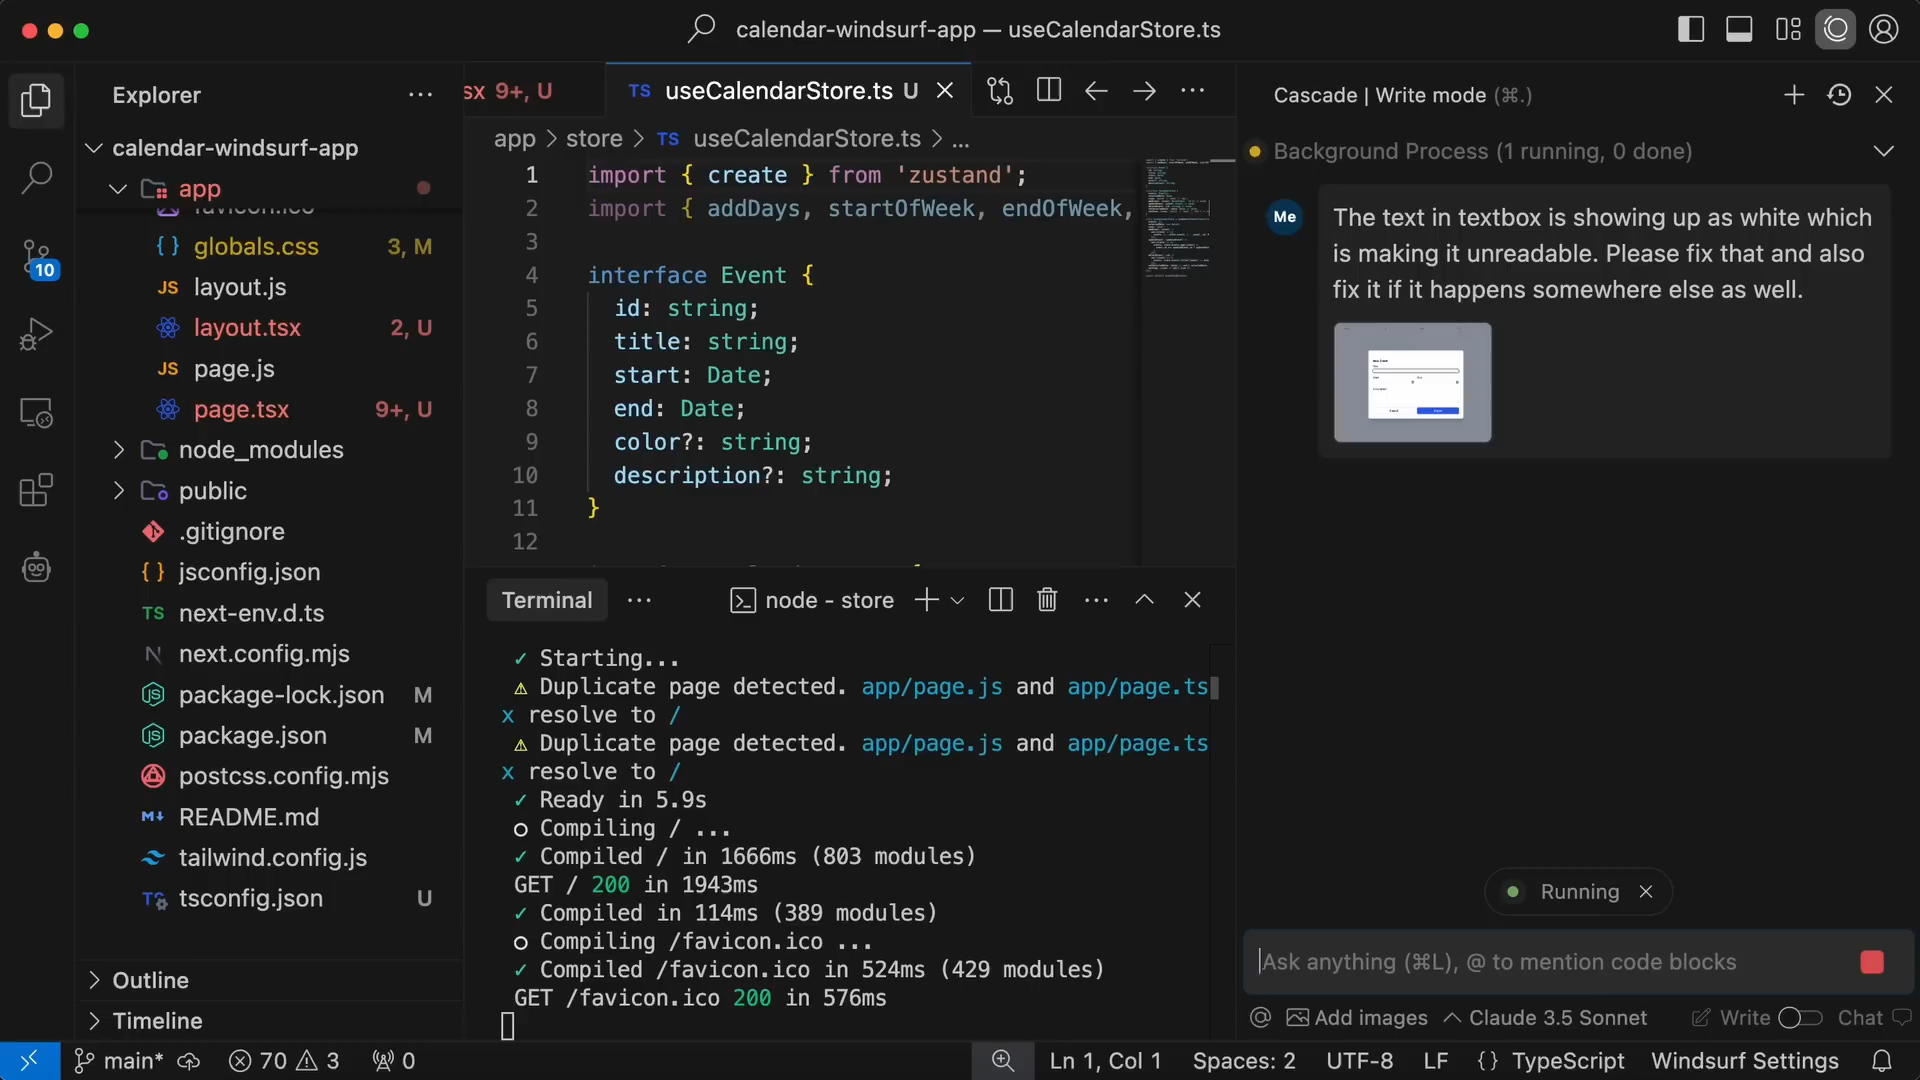 calendar-windsurf-app — useCalendarStore.ts
Explorer
calendar-windsurf-app
app
favicon.ico
globals.css 3, M
layout.js
layout.tsx 2, U
page.js
page.tsx 9+, U
node_modules
public
.gitignore
jsconfig.json
next-env.d.ts
next.config.mjs
package-lock.json M
package.json M
postcss.config.mjs
README.md
tailwind.config.js
tsconfig.json U
Outline
Timeline
10
sx 9+, U
TS useCalendarStore.ts U
app > store > TS useCalendarStore.ts > ...
1 import { create } from 'zustand';
2 import { addDays, startOfWeek, endOfWeek,
3
4 interface Event {
5 id: string;
6 title: string;
7 start: Date;
8 end: Date;
9 color?: string;
10 description?: string;
11 }
12
Terminal
node - store
✓ Starting...
⚠ Duplicate page detected. app/page.js and app/page.ts
x resolve to /
⚠ Duplicate page detected. app/page.js and app/page.ts
x resolve to /
✓ Ready in 5.9s
○ Compiling / ...
✓ Compiled / in 1666ms (803 modules)
GET / 200 in 1943ms
✓ Compiled in 114ms (389 modules)
○ Compiling /favicon.ico ...
✓ Compiled /favicon.ico in 524ms (429 modules)
GET /favicon.ico 200 in 576ms
Cascade | Write mode (⌘.)
Background Process (1 running, 0 done)
Me
The text in textbox is showing up as white which
is making it unreadable. Please fix that and also
fix it if it happens somewhere else as well.
Running
Ask anything (⌘L), @ to mention code blocks
Add images
Claude 3.5 Sonnet
Write
Chat
main*
70
3
0
Ln 1, Col 1
Spaces: 2
UTF-8
LF
{} TypeScript
Windsurf Settings